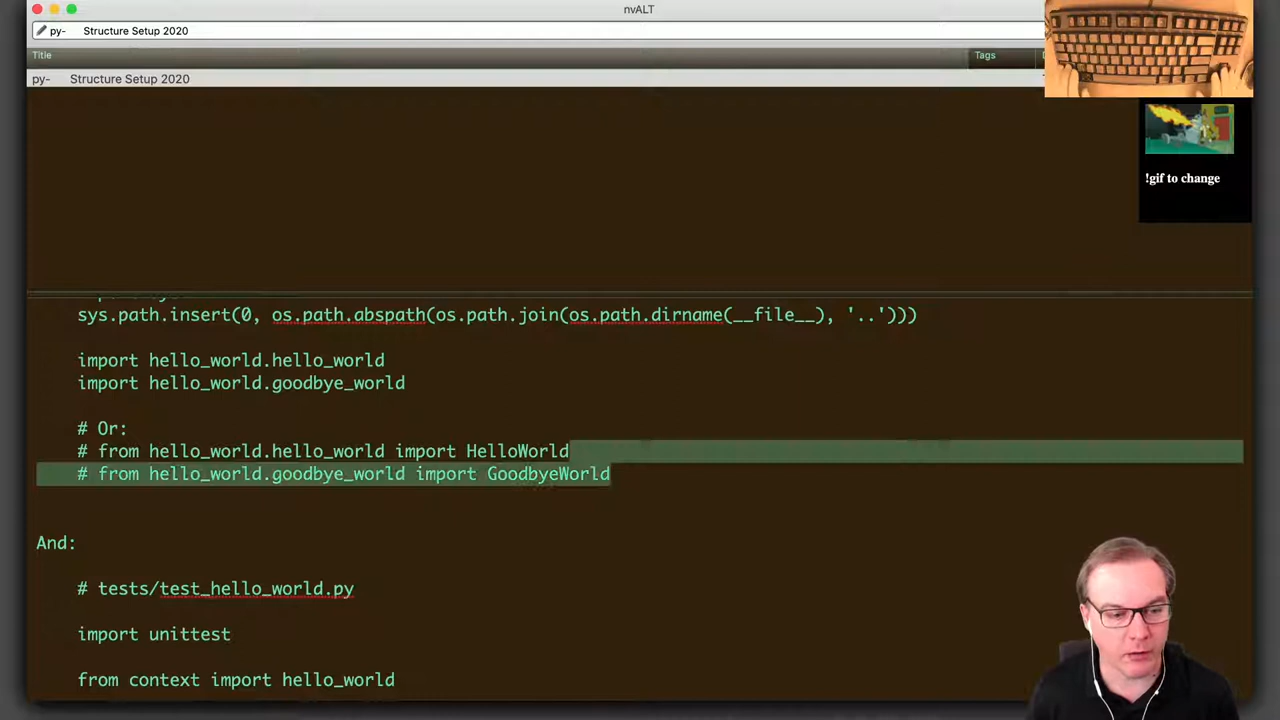 nvALT
py- Structure Setup 2020
Title
Tags
py- Structure Setup 2020
!gif to change
sys.path.insert(0, os.path.abspath(os.path.join(os.path.dirname(__file__), '..')))
import hello_world.hello_world
import hello_world.goodbye_world
# Or:
# from hello_world.hello_world import HelloWorld
# from hello_world.goodbye_world import GoodbyeWorld
And:
# tests/test_hello_world.py
import unittest
from context import hello_world